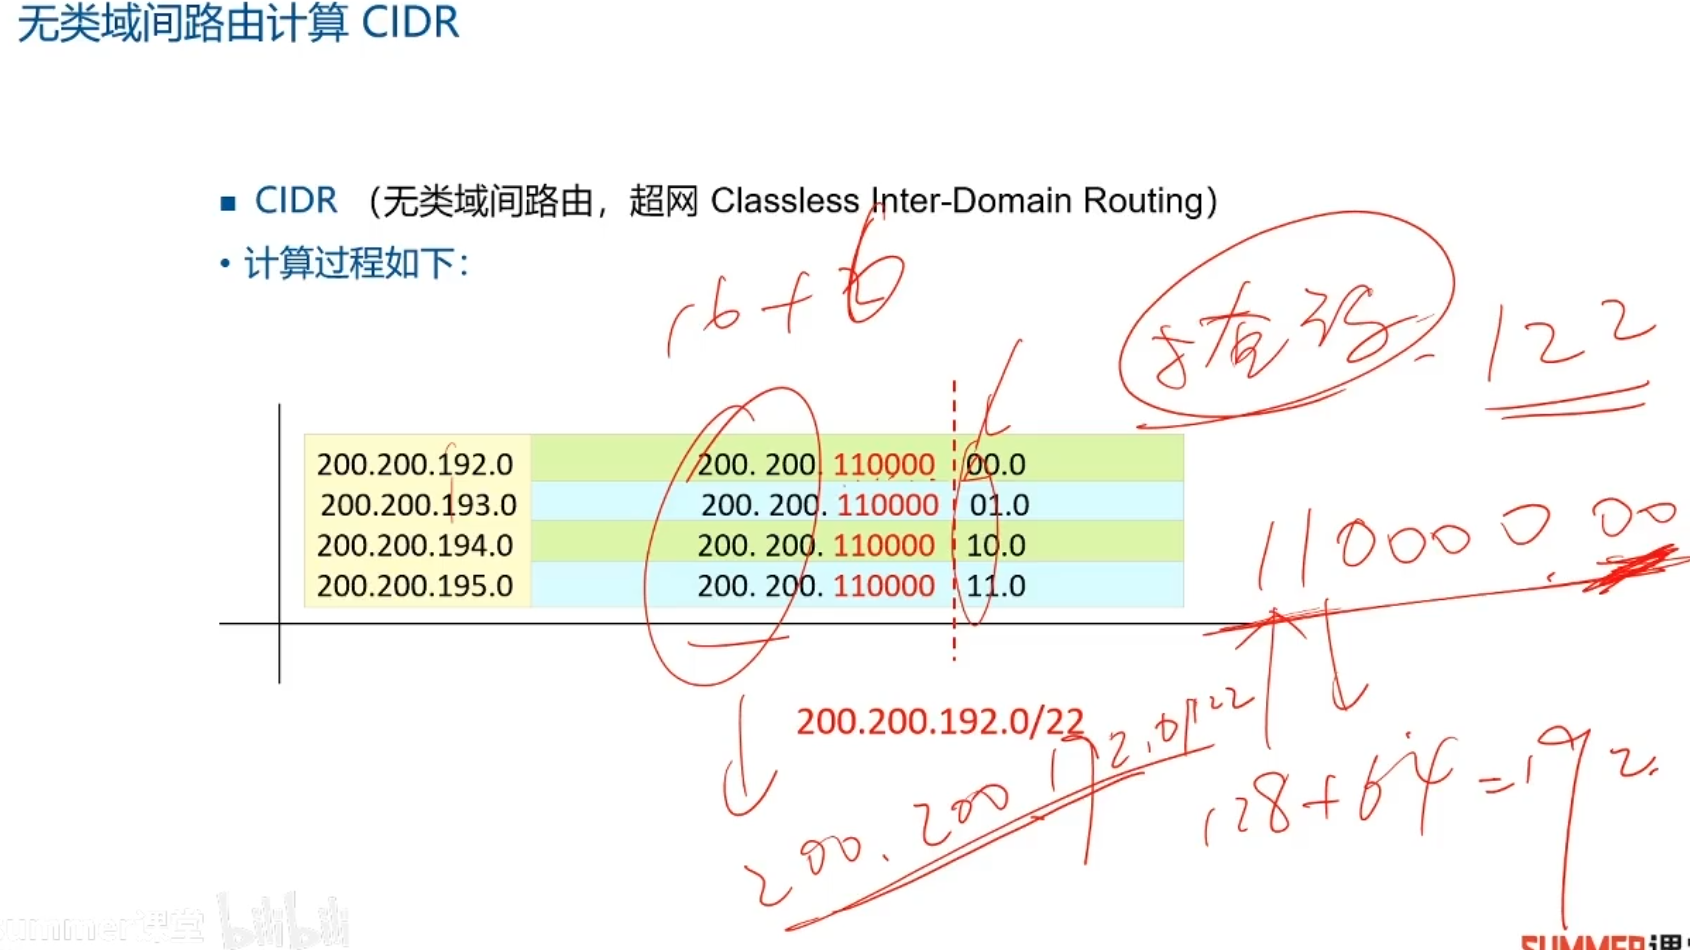 无类域间路由计算 CIDR
■ CIDR （无类域间路由，超网 Classless Inter-Domain Routing）
• 计算过程如下：
16+6
掩码: /22
200.200.192.0 200. 200. 110000 00.0
200.200.193.0 200. 200. 110000 01.0
200.200.194.0 200. 200. 110000 10.0
200.200.195.0 200. 200. 110000 11.0
11000000
200.200.192.0/22
200.200.192.0/22
128+64=192.
summer课堂 bilibili
SUMMER课